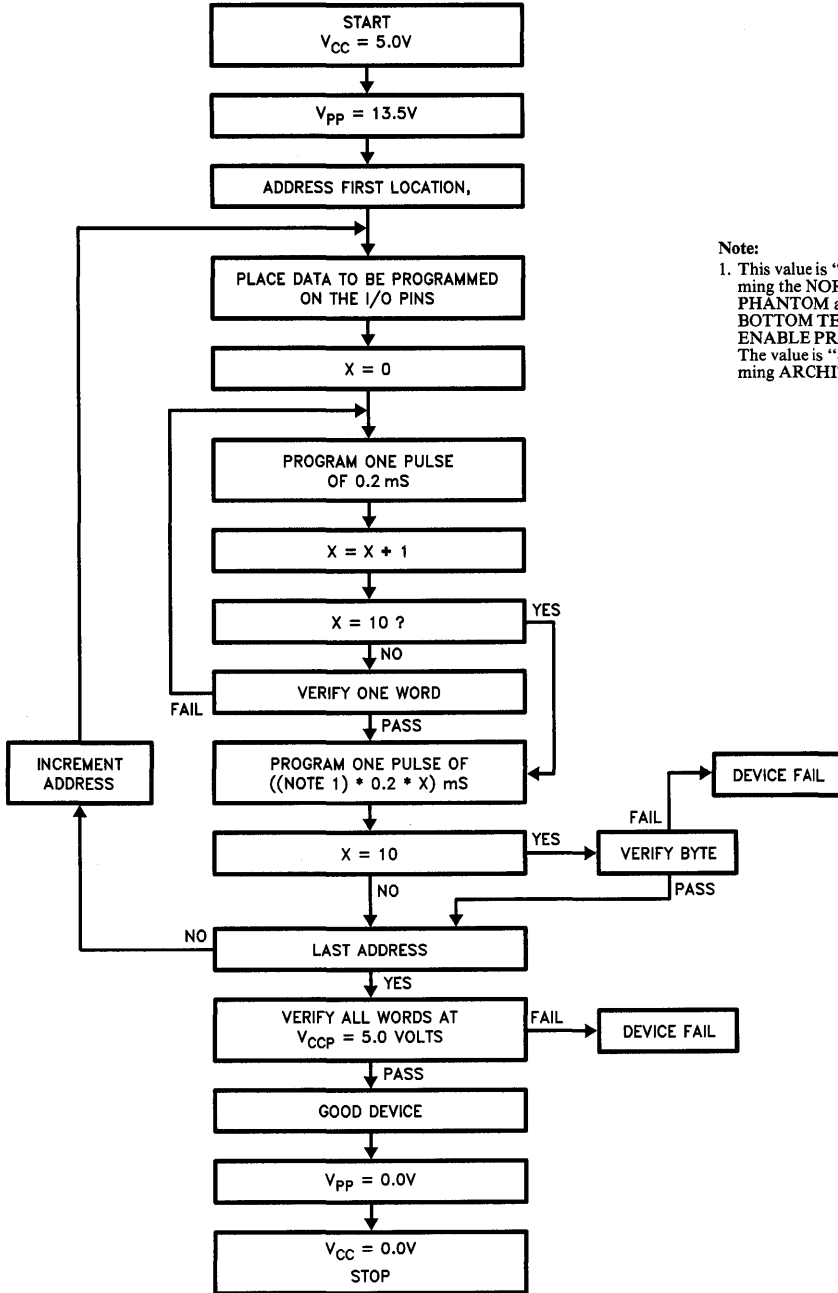 START
V_CC = 5.0V
V_PP = 13.5V
ADDRESS FIRST LOCATION,
PLACE DATA TO BE PROGRAMMED
ON THE I/O PINS
X = 0
PROGRAM ONE PULSE
OF 0.2 mS
X = X + 1
X = 10 ?
YES
NO
VERIFY ONE WORD
FAIL
PASS
INCREMENT
ADDRESS
PROGRAM ONE PULSE OF
((NOTE 1) * 0.2 * X) mS
DEVICE FAIL
FAIL
X = 10
YES
VERIFY BYTE
NO
PASS
NO
LAST ADDRESS
YES
VERIFY ALL WORDS AT
V_CCP = 5.0 VOLTS
FAIL
DEVICE FAIL
PASS
GOOD DEVICE
V_PP = 0.0V
V_CC = 0.0V
STOP
Note:
1. This value is “
ming the NOR
PHANTOM a
BOTTOM TE
ENABLE PR
The value is “
ming ARCHI